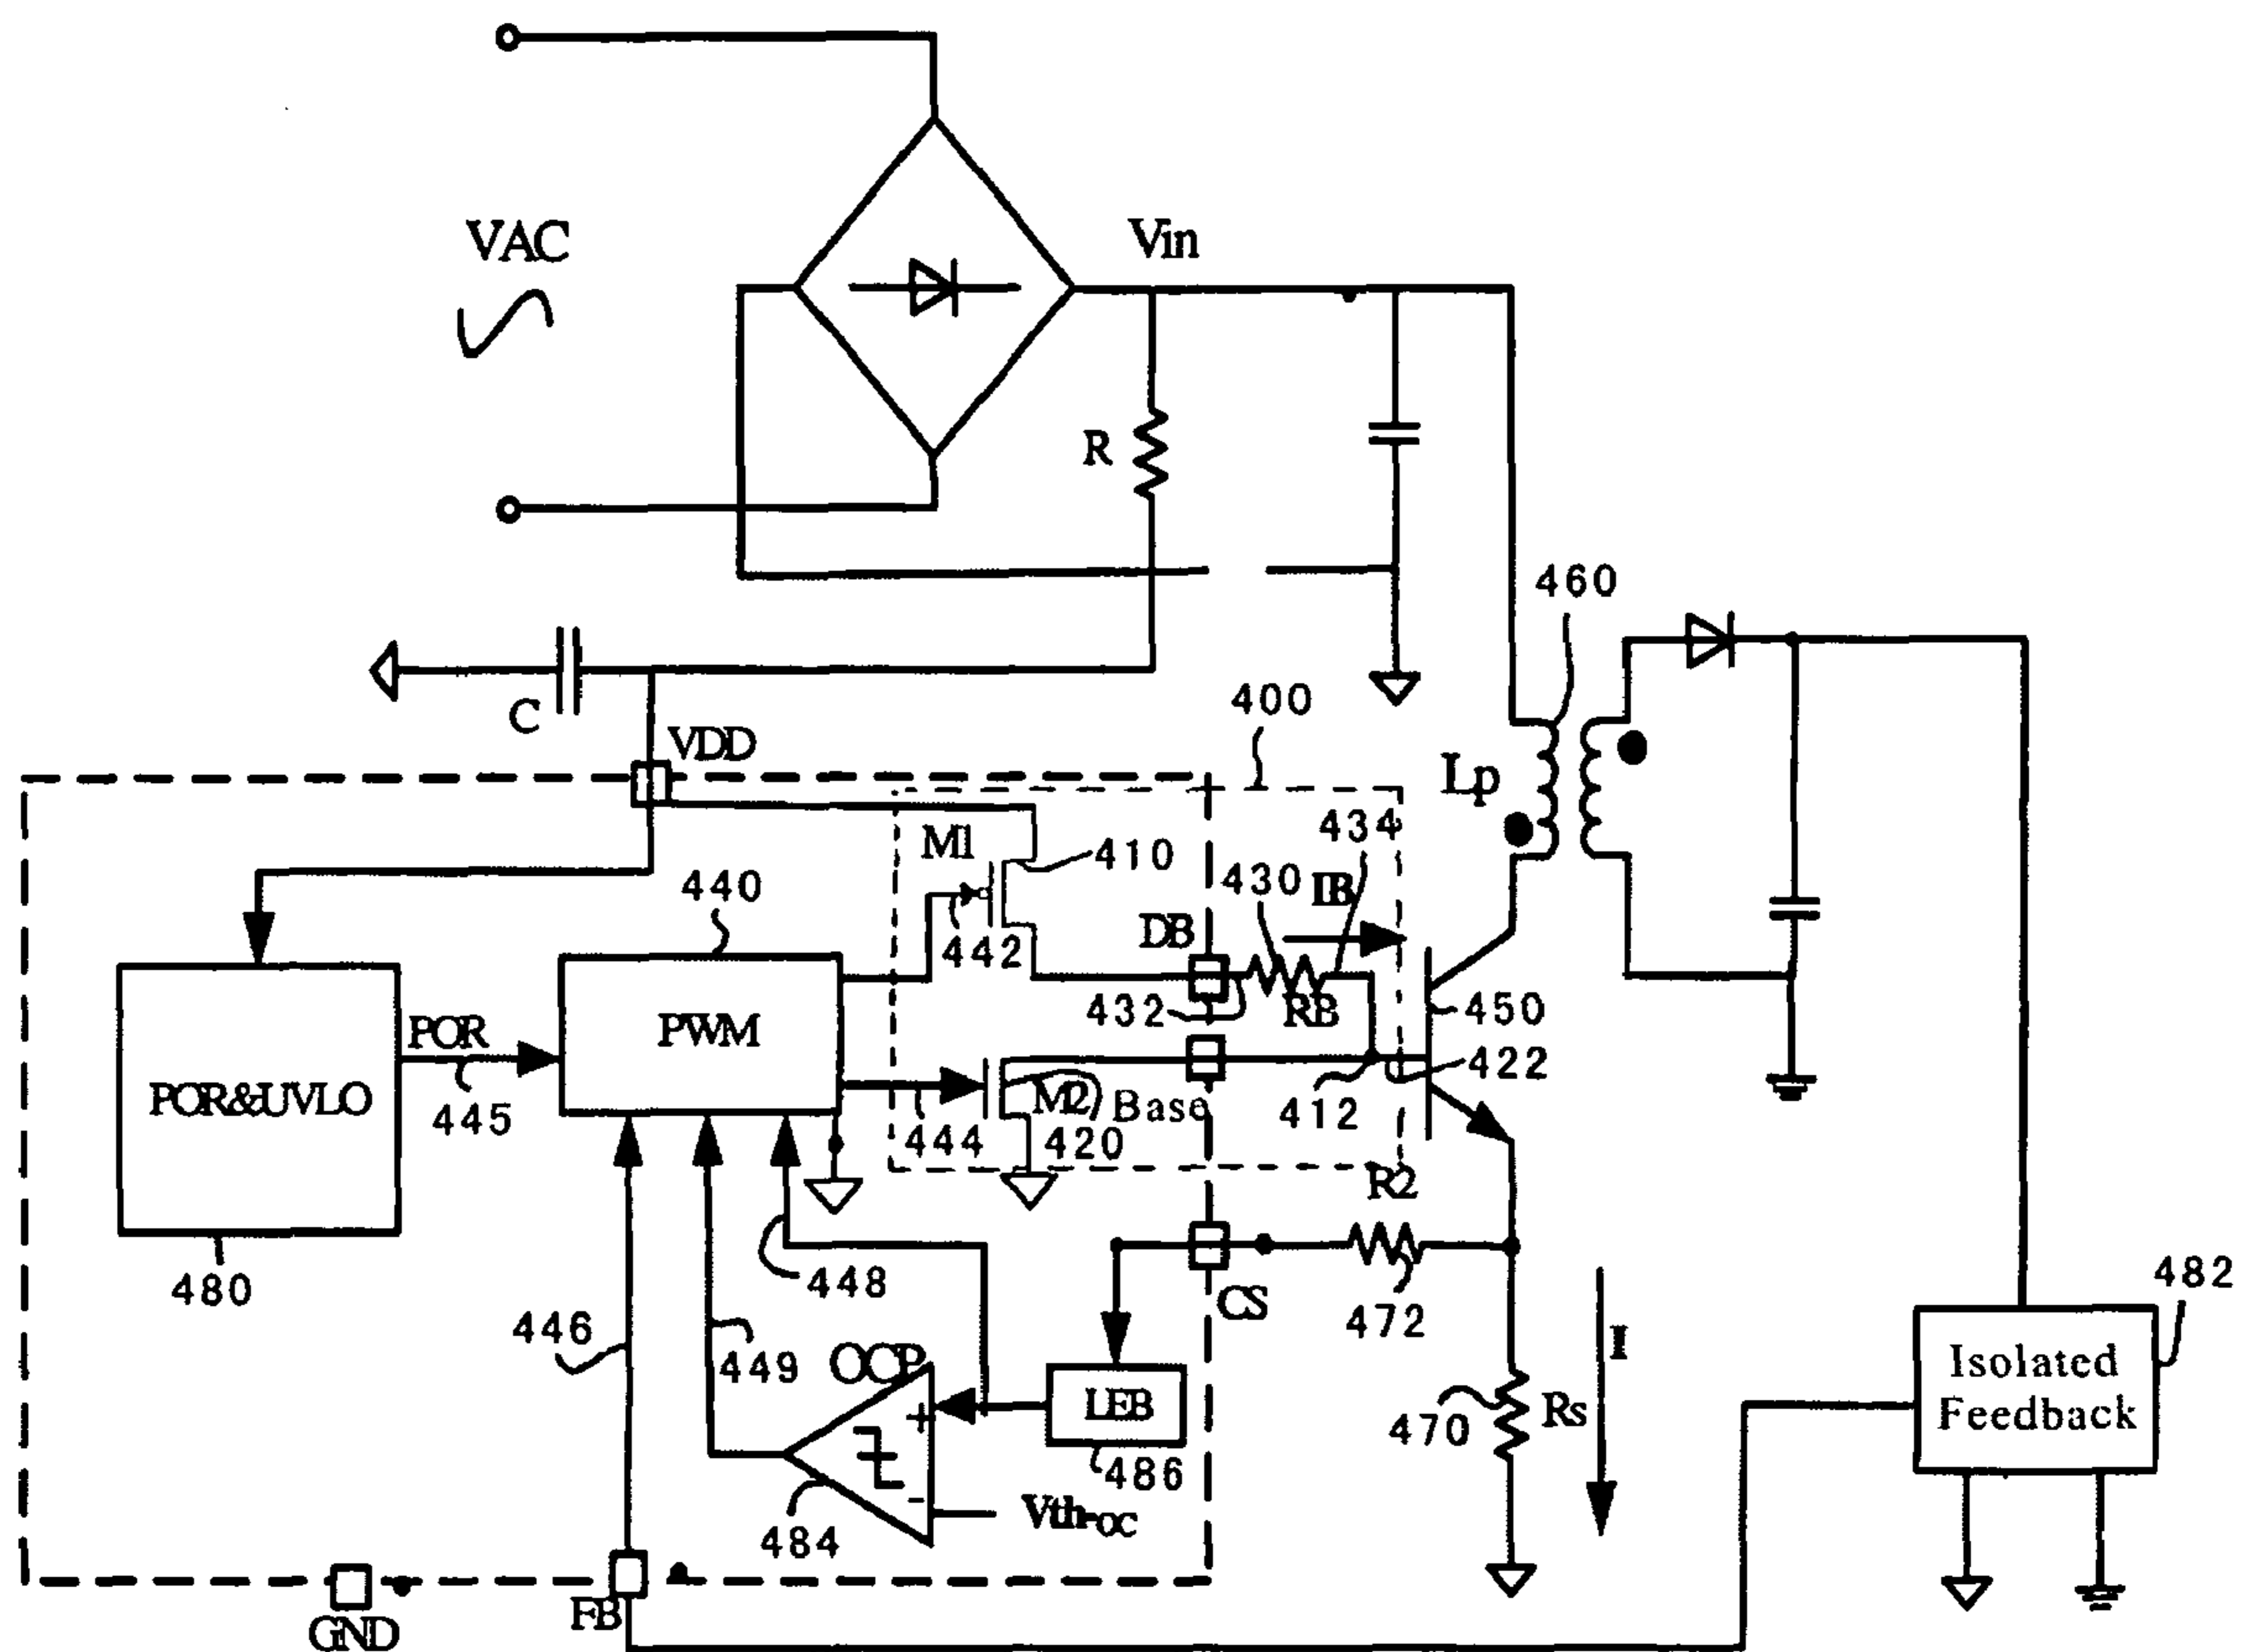 VAC
Vin
R
460
C
400
VDD
Lp
434
M1
410
430
IB
440
DB
442
432
RB
450
POR
PWM
422
POR&UVLO
M2
Base
412
445
444
420
R2
480
448
CS
472
482
446
449
OCP
I
Isolated
Feedback
+
LEB
470
Rs
486
-
Vth-oc
484
FB
GND